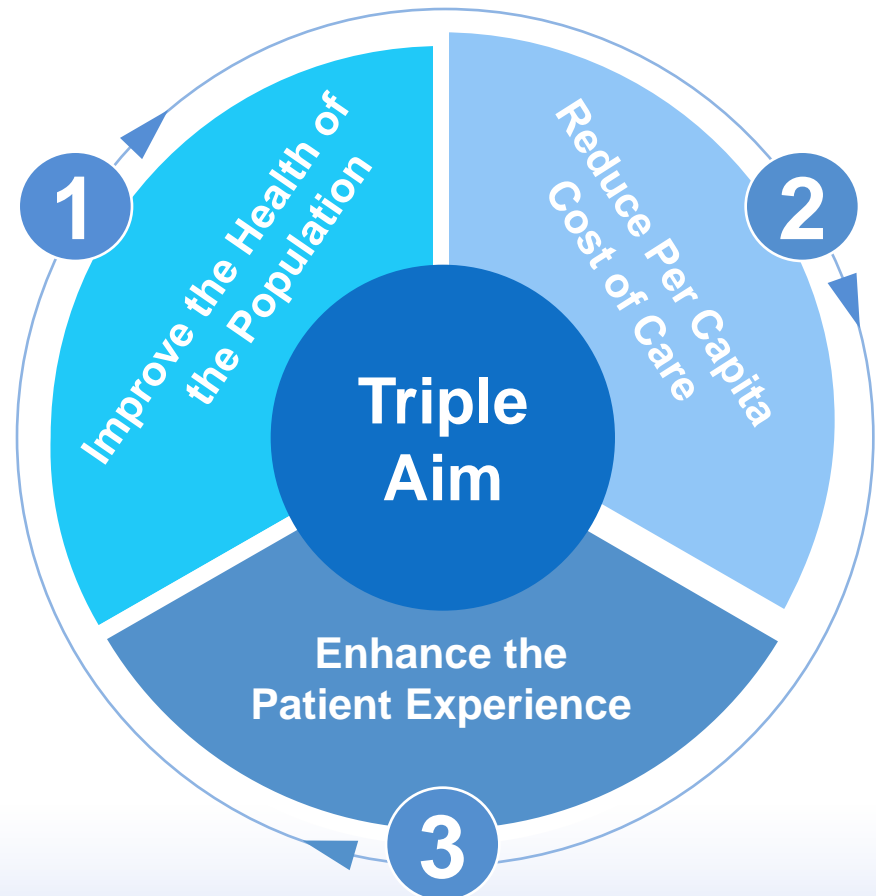 1
Improve the Health of
the Population
2
Reduce Per Capita
Cost of Care
Triple
Aim
Enhance the
Patient Experience
3